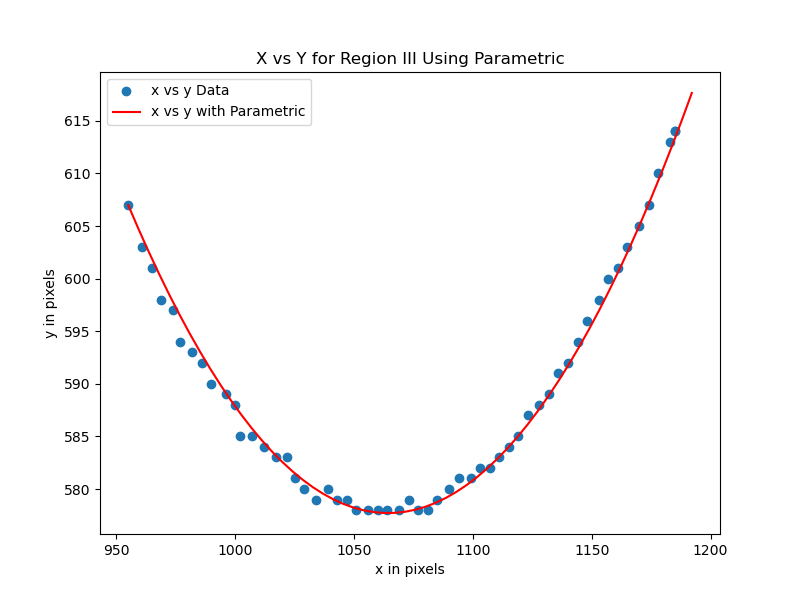 X vs Y for Region III Using Parametric
x vs y Data
x vs y with Parametric
615
610
605
600
595
590
585
580
y in pixels
950
1000
1050
1100
1150
1200
x in pixels